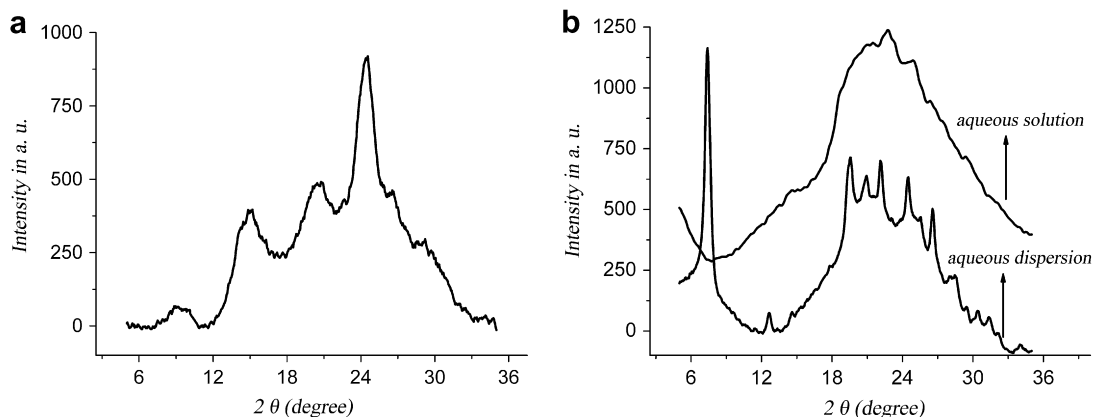 a
1000
750
500
250
0
Intensity in a. u.
6 12 18 24 30 36
2 θ (degree)
b
1250
1000
750
500
250
0
Intensity in a. u.
aqueous solution
aqueous dispersion
6 12 18 24 30 36
2 θ (degree)